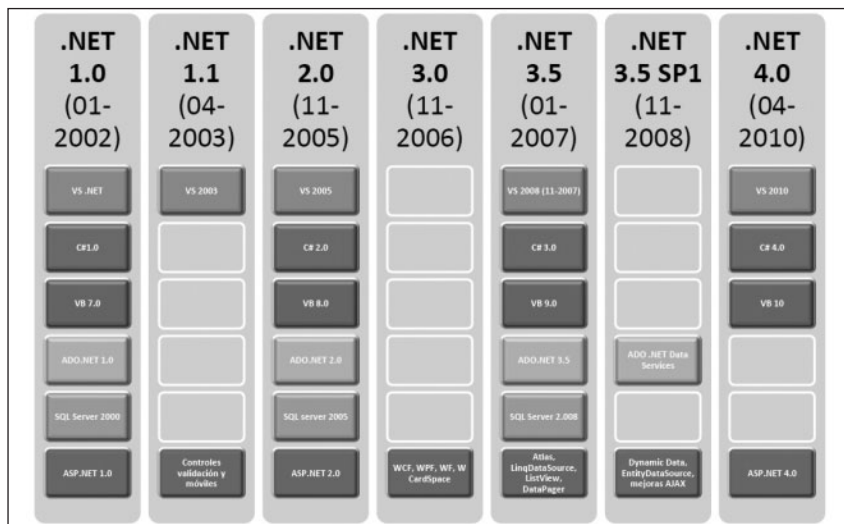 .NET
1.0
(01-
2002)
VS .NET
C#1.0
VB 7.0
ADO.NET 1.0
SQL Server 2000
ASP.NET 1.0
.NET
1.1
(04-
2003)
VS 2003
Controles
validación y
móviles
.NET
2.0
(11-
2005)
VS 2005
C# 2.0
VB 8.0
ADO.NET 2.0
SQL server 2005
ASP.NET 2.0
.NET
3.0
(11-
2006)
WCF, WPF, WF, W
CardSpace
.NET
3.5
(01-
2007)
VS 2008 (11-2007)
C# 3.0
VB 9.0
ADO.NET 3.5
SQL Server 2.008
Atlas,
LinqDataSource,
ListView,
DataPager
.NET
3.5 SP1
(11-
2008)
ADO .NET Data
Services
Dynamic Data,
EntityDataSource,
mejoras AJAX
.NET
4.0
(04-
2010)
VS 2010
C# 4.0
VB 10
ASP.NET 4.0